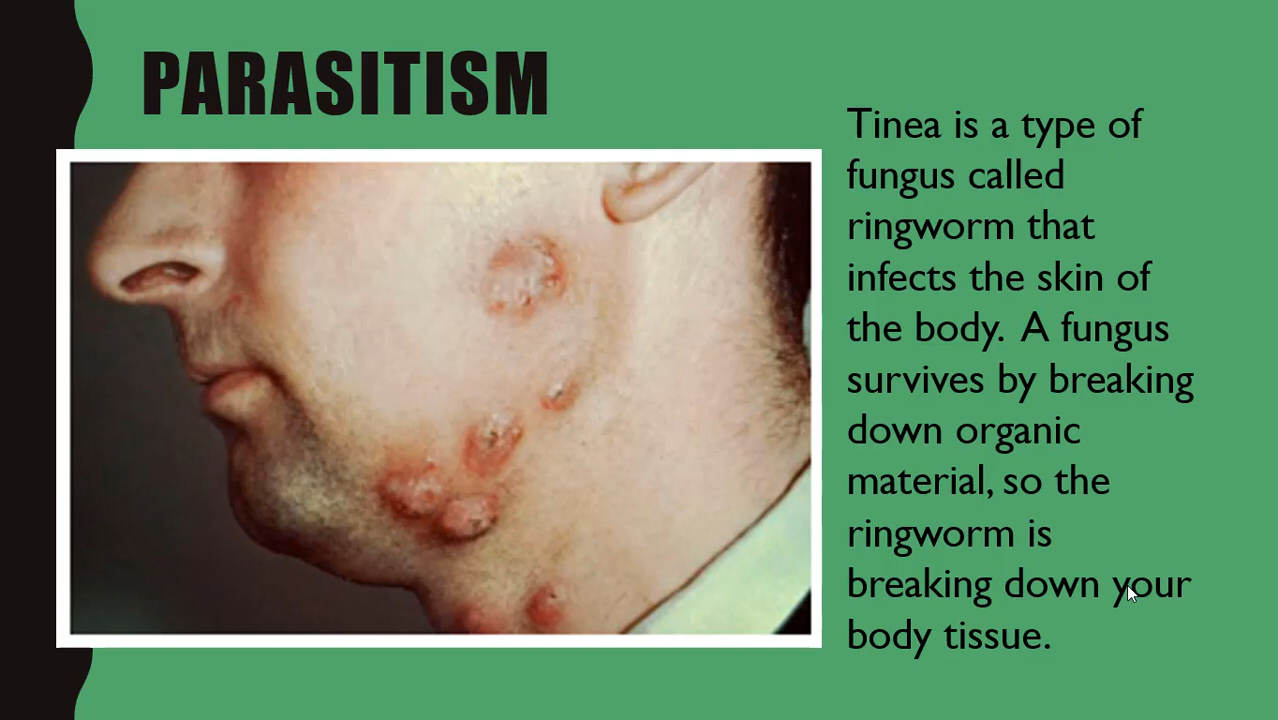 PARASITISM
Tinea is a type of
fungus called
ringworm that
infects the skin of
the body.  A fungus
survives by breaking
down organic
material, so the
ringworm is
breaking down your
body tissue.